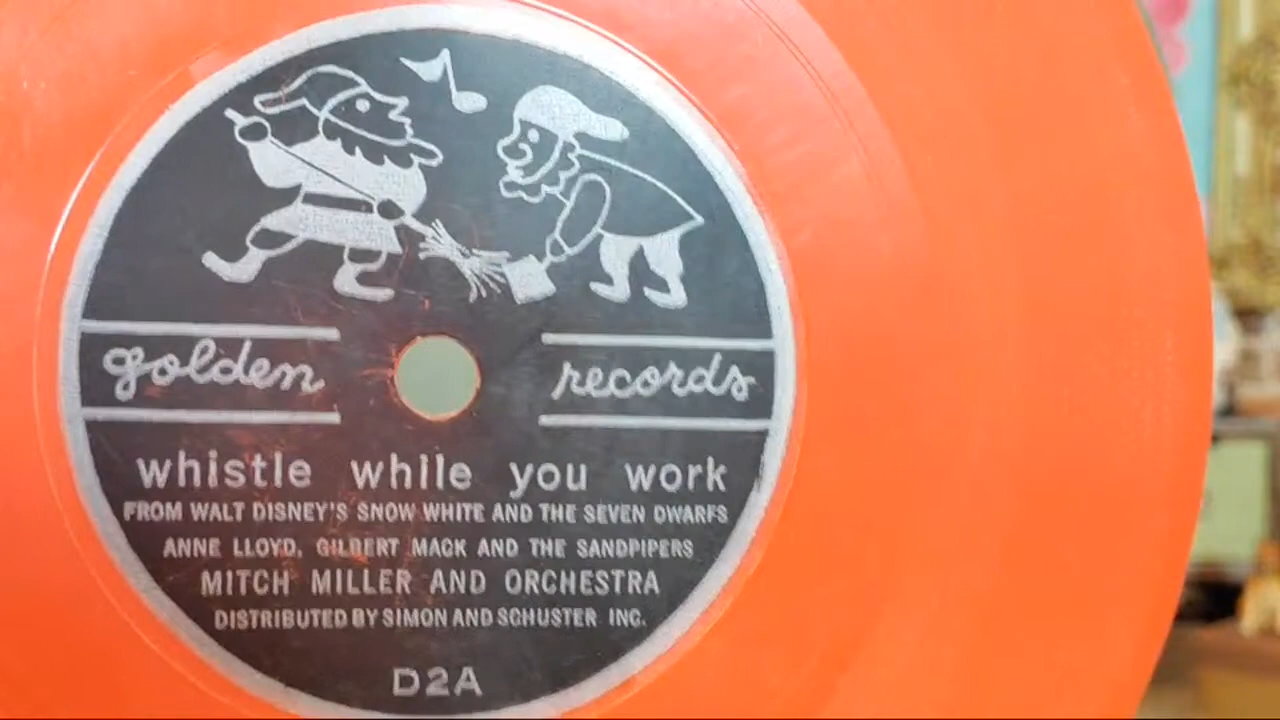 golden records
whistle while you work
FROM WALT DISNEY'S SNOW WHITE AND THE SEVEN DWARFS
ANNE LLOYD, GILBERT MACK AND THE SANDPIPERS
MITCH MILLER AND ORCHESTRA
DISTRIBUTED BY SIMON AND SCHUSTER INC.
D2A